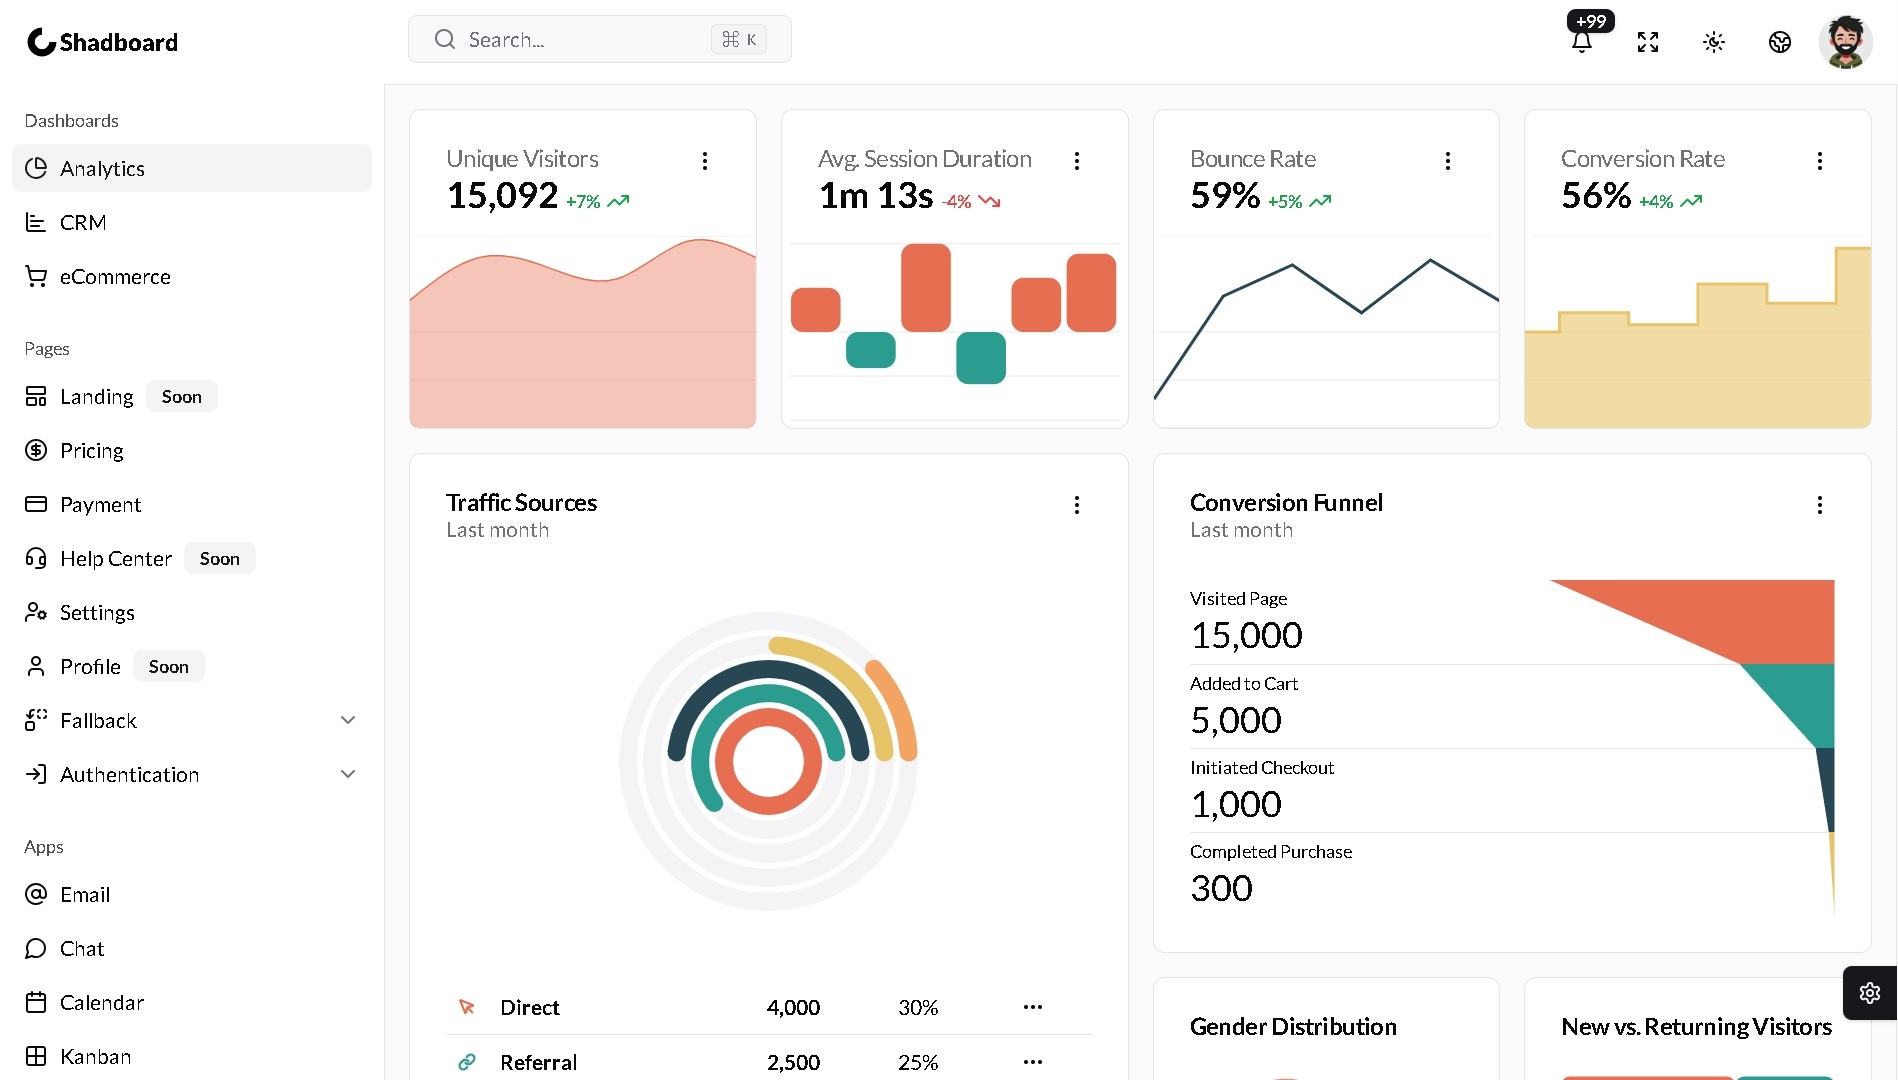 Shadboard
Search...
⌘ K
+99
Dashboards
Analytics
CRM
eCommerce
Pages
Landing Soon
Pricing
Payment
Help Center Soon
Settings
Profile Soon
Fallback
Authentication
Apps
Email
Chat
Calendar
Kanban
Unique Visitors
15,092 +7%
Avg. Session Duration
1m 13s -4%
Bounce Rate
59% +5%
Conversion Rate
56% +4%
Traffic Sources
Last month
Direct 4,000 30%
Referral 2,500 25%
Conversion Funnel
Last month
Visited Page
15,000
Added to Cart
5,000
Initiated Checkout
1,000
Completed Purchase
300
Gender Distribution
New vs. Returning Visitors